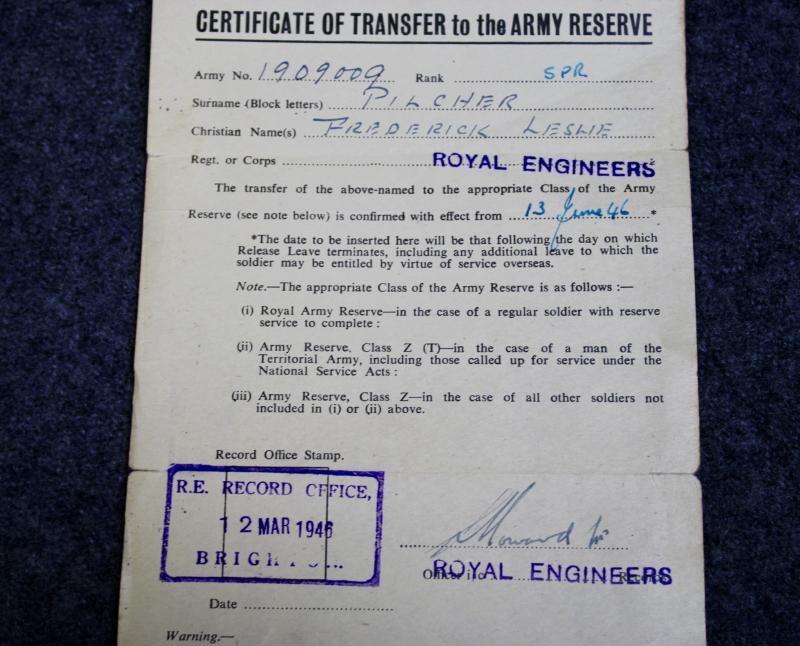 CERTIFICATE OF TRANSFER to the ARMY RESERVE
Army No. 1909009 Rank SPR
Surname (Block letters) PILCHER
Christian Name(s) FREDERICK LESLIE
Regt. or Corps ROYAL ENGINEERS
The transfer of the above-named to the appropriate Class of the Army
Reserve (see note below) is confirmed with effect from 13 June 46 *
*The date to be inserted here will be that following the day on which
Release Leave terminates, including any additional leave to which the
soldier may be entitled by virtue of service overseas.
Note.—The appropriate Class of the Army Reserve is as follows :—
(i) Royal Army Reserve—in the case of a regular soldier with reserve
service to complete :
(ii) Army Reserve, Class Z (T)—in the case of a man of the
Territorial Army, including those called up for service under the
National Service Acts :
(iii) Army Reserve, Class Z—in the case of all other soldiers not
included in (i) or (ii) above.
Record Office Stamp.
R.E. RECORD OFFICE,
12 MAR 1946
ROYAL ENGINEERS
Date
Warning.—